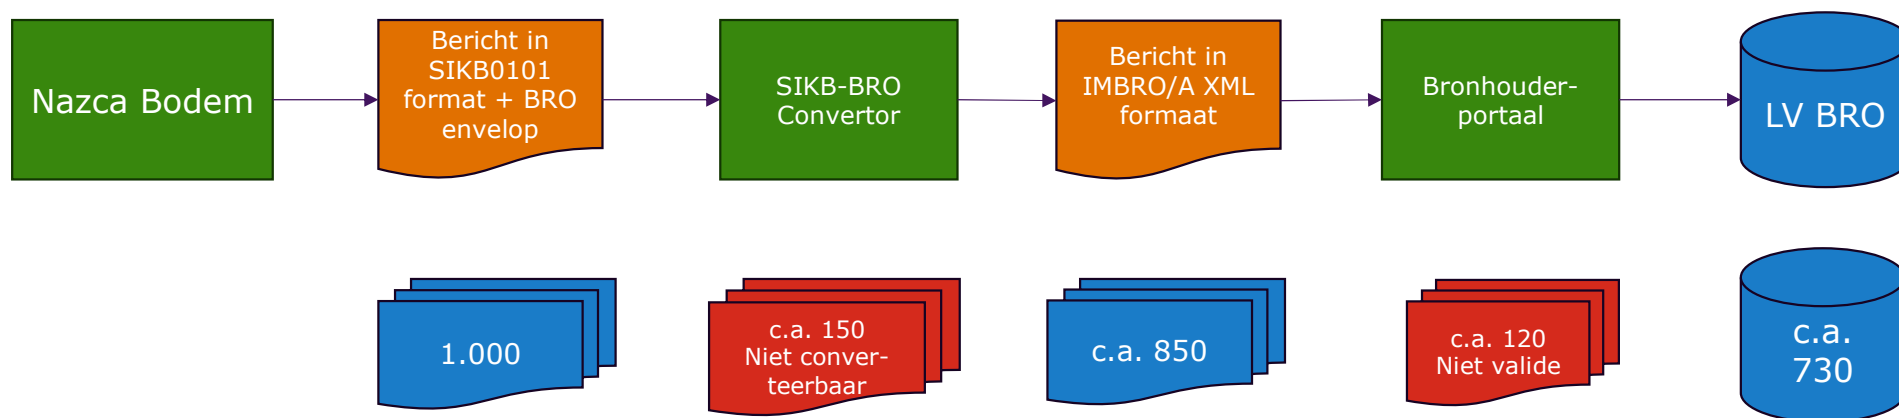 Nazca Bodem
Bericht in
SIKB0101
format + BRO
envelop
SIKB-BRO
Convertor
Bericht in
IMBRO/A XML
formaat
Bronhouder-
portaal
LV BRO
1.000
c.a. 150
Niet conver-
teerbaar
c.a. 850
c.a. 120
Niet valide
c.a.
730